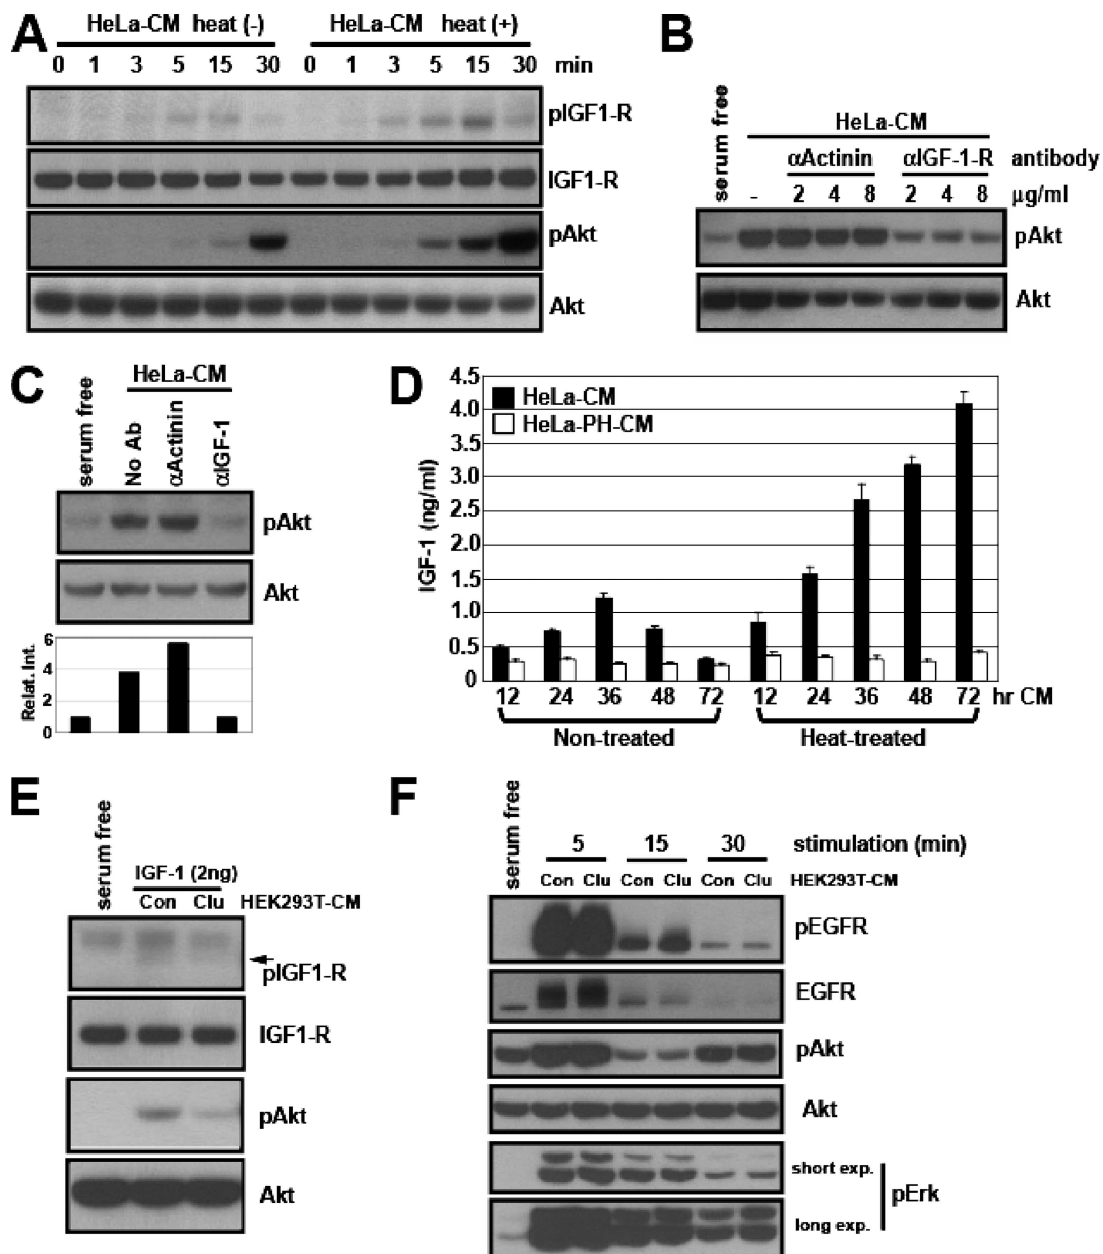 A
HeLa-CM heat (-) HeLa-CM heat (+)
0 1 3 5 15 30 0 1 3 5 15 30 min
pIGF1-R
IGF1-R
pAkt
Akt
B
serum free
HeLa-CM
αActinin αIGF-1-R antibody
- 2 4 8 2 4 8 μg/ml
pAkt
Akt
C
HeLa-CM
serum free No Ab αActinin αIGF-1
pAkt
Akt
Relat. Int.
6
4
2
0
D
IGF-1 (ng/ml)
4.5
4.0
3.5
3.0
2.5
2.0
1.5
1.0
0.5
0
HeLa-CM
HeLa-PH-CM
12 24 36 48 72 12 24 36 48 72 hr CM
Non-treated Heat-treated
E
serum free
IGF-1 (2ng)
Con Clu HEK293T-CM
pIGF1-R
IGF1-R
pAkt
Akt
F
serum free
5 15 30 stimulation (min)
Con Clu Con Clu Con Clu HEK293T-CM
pEGFR
EGFR
pAkt
Akt
short exp.
pErk
long exp.